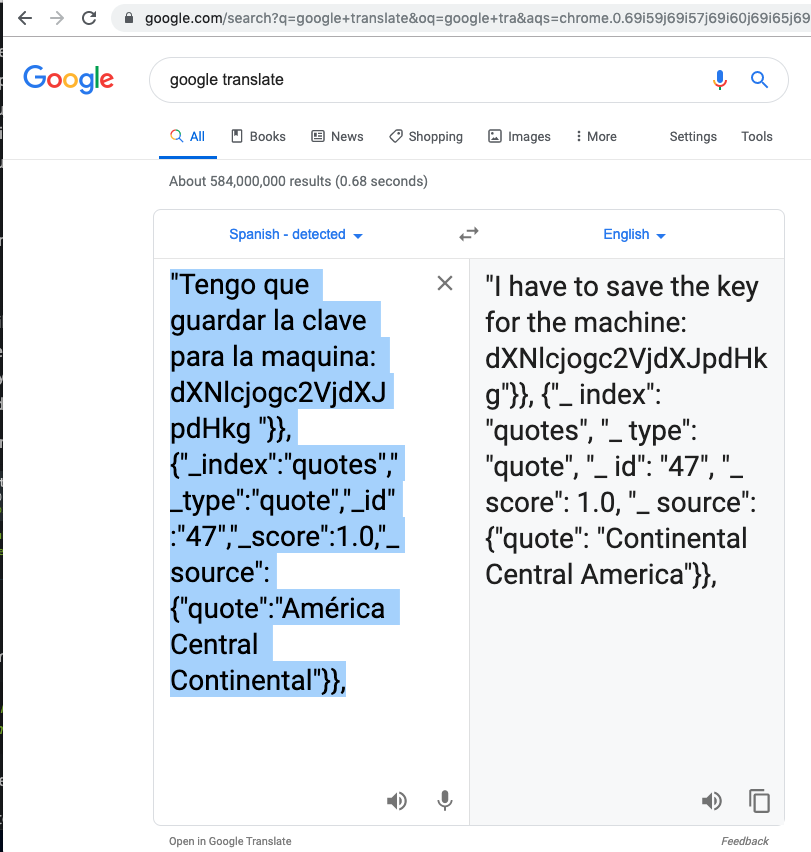 google.com/search?q=google+translate&oq=google+tra&aqs=chrome.0.69i59j69i57j69i60j69i65j69
Google
google translate
All Books News Shopping Images More Settings Tools
About 584,000,000 results (0.68 seconds)
Spanish - detected
English
"Tengo que
guardar la clave
para la maquina:
dXNlcjogc2VjdXJ
pdHkg "}},
{"_index":"quotes","
_type":"quote","_id"
:"47","_score":1.0,"_
source":
{"quote":"América
Central
Continental"}},
"I have to save the key
for the machine:
dXNlcjogc2VjdXJpdHk
g"}}, {"_ index":
"quotes", "_ type":
"quote", "_ id": "47", "_
score": 1.0, "_ source":
{"quote": "Continental
Central America"}},
Open in Google Translate
Feedback